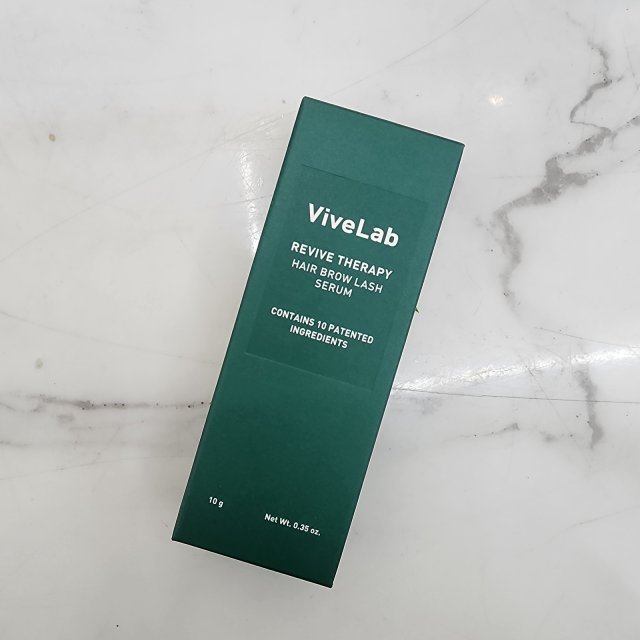 ViveLab
REVIVE THERAPY
HAIR BROW LASH
SERUM
CONTAINS 10 PATENTED
INGREDIENTS
10 g
Net Wt. 0.35 oz.